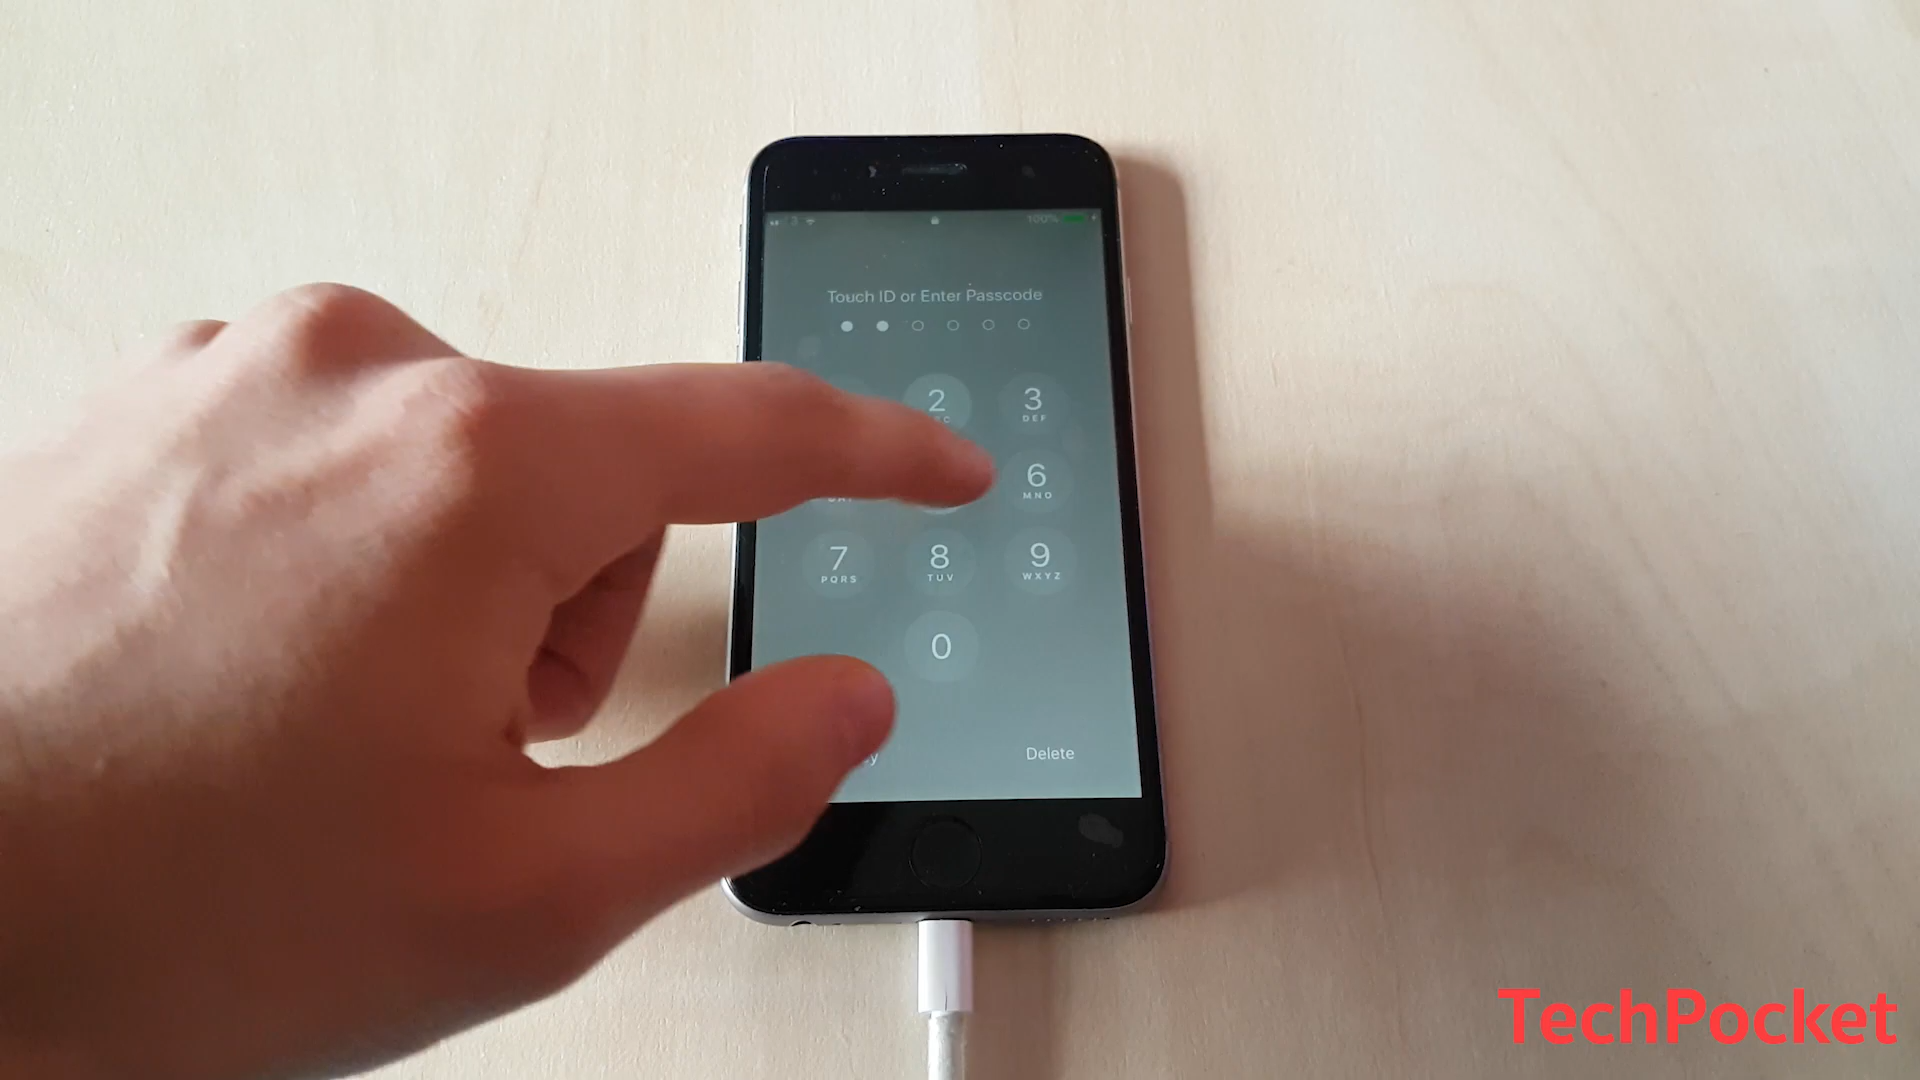 3 100%
Touch ID or Enter Passcode
2 3
DEF
6
MNO
7 8 9
PQRS TUV WXYZ
0
Delete
TechPocket